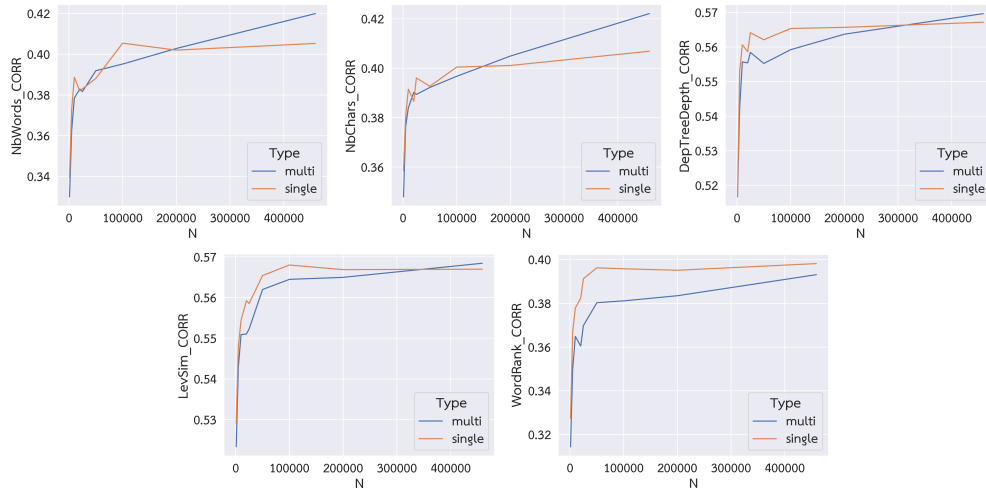 NbWords_CORR
0.42
0.40
0.38
0.36
0.34
0 100000 200000 300000 400000
N
Type
multi
single
NbChars_CORR
0.42
0.40
0.38
0.36
0 100000 200000 300000 400000
N
Type
multi
single
DepTreeDepth_CORR
0.57
0.56
0.55
0.54
0.53
0.52
0 100000 200000 300000 400000
N
Type
multi
single
LevSim_CORR
0.57
0.56
0.55
0.54
0.53
0 100000 200000 300000 400000
N
Type
multi
single
WordRank_CORR
0.40
0.38
0.36
0.34
0.32
0 100000 200000 300000 400000
N
Type
multi
single